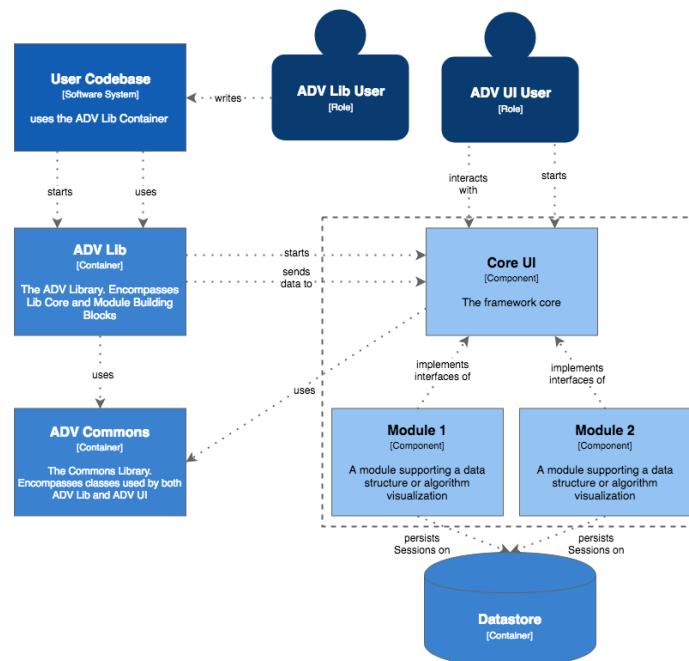 User Codebase
[Software System]
uses the ADV Lib Container
writes
ADV Lib User
[Role]
ADV UI User
[Role]
starts
uses
interacts
with
starts
ADV Lib
[Container]
The ADV Library. Encompasses
Lib Core and Module Building
Blocks
starts
sends
data to
Core UI
[Component]
The framework core
uses
uses
implements
interfaces of
implements
interfaces of
ADV Commons
[Container]
The Commons Library.
Encompasses classes used by both
ADV Lib and ADV UI
Module 1
[Component]
A module supporting a data
structure or algorithm
visualization
Module 2
[Component]
A module supporting a data
structure or algorithm
visualization
persists
Sessions on
persists
Sessions on
Datastore
[Container]